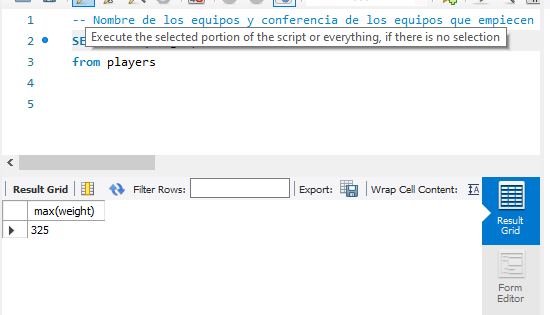 1 -- Nombre de los equipos y conferencia de los equipos que empiecen
Execute the selected portion of the script or everything, if there is no selection
2 SE
3 from players
4
5
Result Grid Filter Rows: Export: Wrap Cell Content: IA
max(weight)
325
Result
Grid
Form
Editor